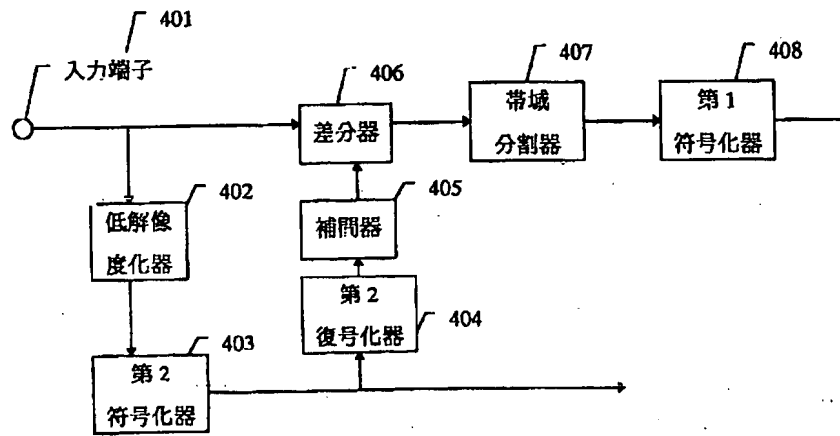 401
入力端子
406
差分器
407
帯域
分割器
408
第1
符号化器
402
低解像
度化器
405
補間器
第2
復号化器
404
403
第2
符号化器